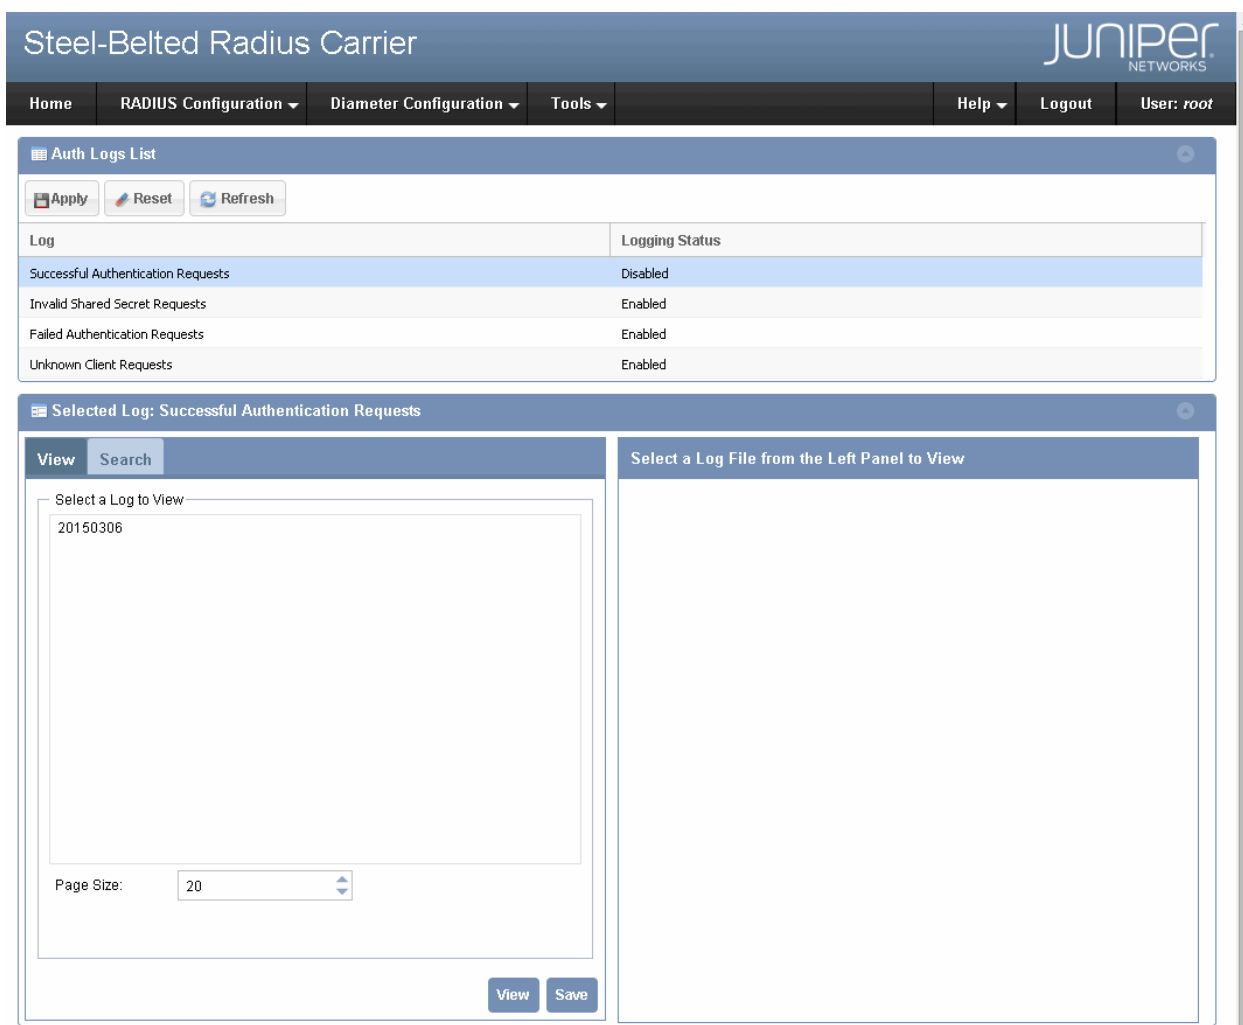 Steel-Belted Radius Carrier
JUNIPER
NETWORKS
Home RADIUS Configuration Diameter Configuration Tools Help Logout User: root
Auth Logs List
Apply Reset Refresh
Log Logging Status
Successful Authentication Requests Disabled
Invalid Shared Secret Requests Enabled
Failed Authentication Requests Enabled
Unknown Client Requests Enabled
Selected Log: Successful Authentication Requests
View Search Select a Log File from the Left Panel to View
Select a Log to View
20150306
Page Size: 20
View Save